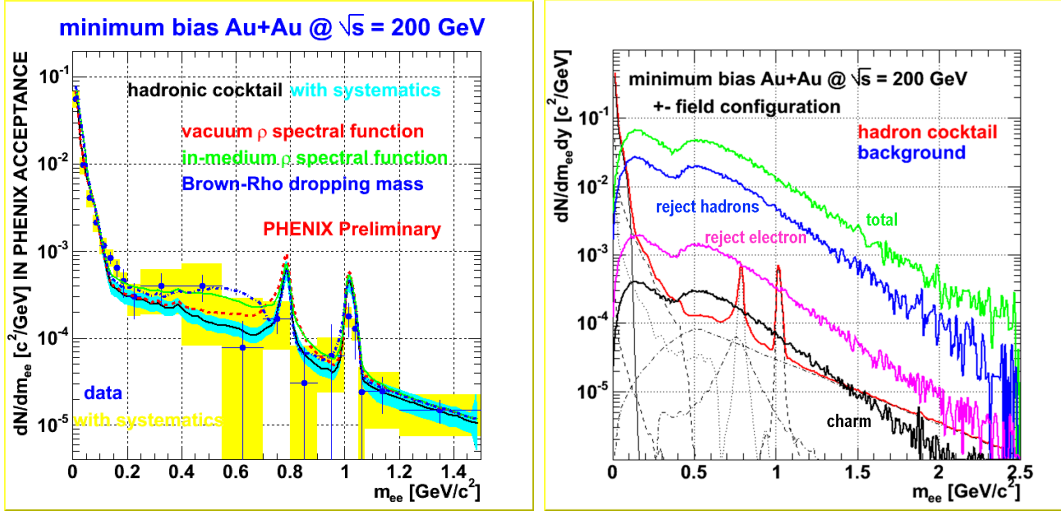 minimum bias Au+Au @ √s = 200 GeV
dN/dm_ee [c²/GeV] IN PHENIX ACCEPTANCE
10⁻¹
10⁻²
10⁻³
10⁻⁴
10⁻⁵
hadronic cocktail with systematics
vacuum ρ spectral function
in-medium ρ spectral function
Brown-Rho dropping mass
PHENIX Preliminary
data
with systematics
0 0.2 0.4 0.6 0.8 1 1.2 1.4
m_ee [GeV/c²]
dN/dm_ee dy [c²/GeV]
10⁻¹
10⁻²
10⁻³
10⁻⁴
10⁻⁵
minimum bias Au+Au @ √s = 200 GeV
+- field configuration
hadron cocktail
background
reject hadrons
total
reject electron
charm
0 0.5 1 1.5 2 2.5
m_ee [GeV/c²]